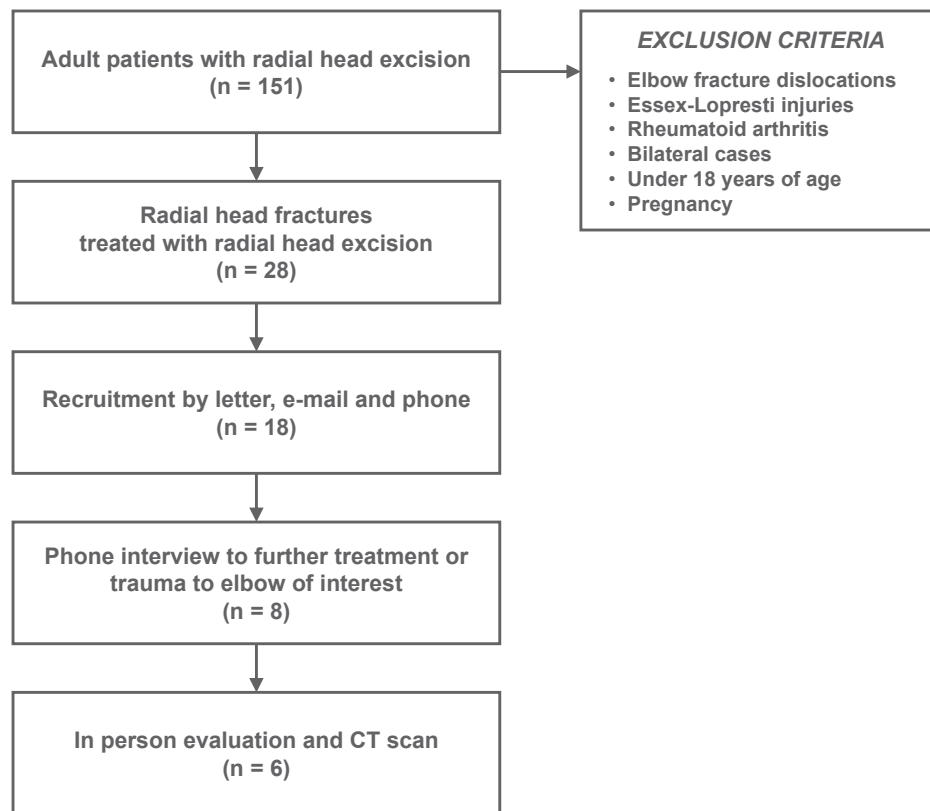 Adult patients with radial head excision
(n = 151)
EXCLUSION CRITERIA
• Elbow fracture dislocations
• Essex-Lopresti injuries
• Rheumatoid arthritis
• Bilateral cases
• Under 18 years of age
• Pregnancy
Radial head fractures
treated with radial head excision
(n = 28)
Recruitment by letter, e-mail and phone
(n = 18)
Phone interview to further treatment or
trauma to elbow of interest
(n = 8)
In person evaluation and CT scan
(n = 6)